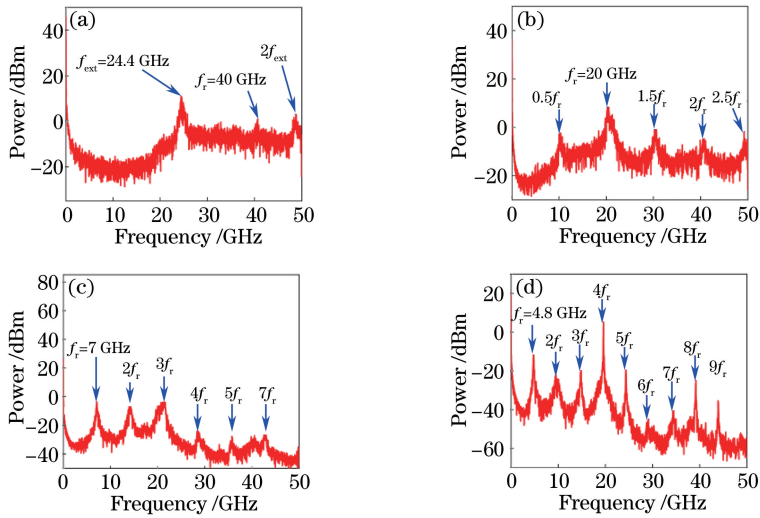 (a)
40
20
0
−20
Power /dBm
f_ext=24.4 GHz
f_r=40 GHz
2f_ext
0 10 20 30 40 50
Frequency /GHz
(b)
40
20
0
−20
Power /dBm
0.5f_r
f_r=20 GHz
1.5f_r
2f_r
2.5f_r
0 10 20 30 40 50
Frequency /GHz
(c)
80
60
40
20
0
−20
−40
Power /dBm
f_r=7 GHz
2f_r
3f_r
4f_r
5f_r
7f_r
0 10 20 30 40 50
Frequency /GHz
(d)
20
0
−20
−40
−60
Power /dBm
f_r=4.8 GHz
2f_r
3f_r
4f_r
5f_r
6f_r
7f_r
8f_r
9f_r
0 10 20 30 40 50
Frequency /GHz